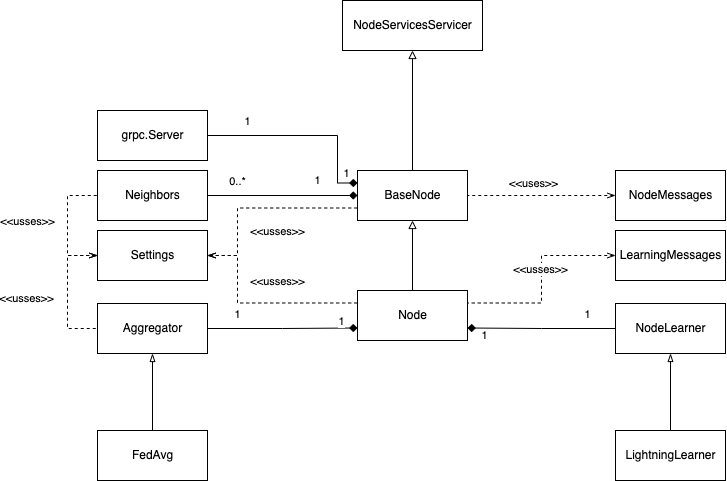 NodeServicesServicer
1
grpc.Server
1
0..*
1
Neighbors
BaseNode
<<uses>>
NodeMessages
<<usses>>
<<usses>>
Settings
LearningMessages
<<usses>>
<<usses>>
<<usses>>
1
1
1
Aggregator
Node
1
NodeLearner
FedAvg
LightningLearner